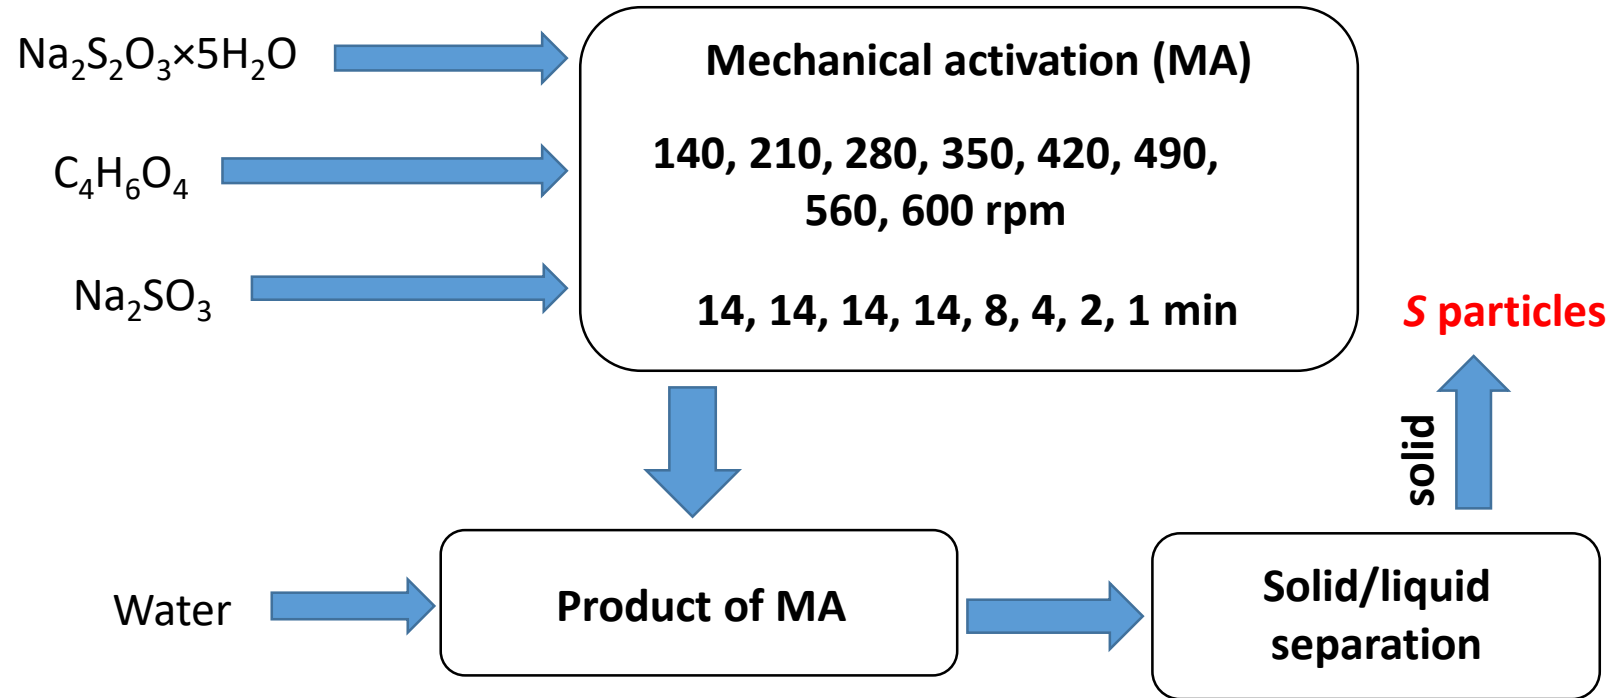 Na₂S₂O₃×5H₂O
C₄H₆O₄
Na₂SO₃
Mechanical activation (MA)
140, 210, 280, 350, 420, 490,
560, 600 rpm
14, 14, 14, 14, 8, 4, 2, 1 min
S particles
solid
Water
Product of MA
Solid/liquid
separation